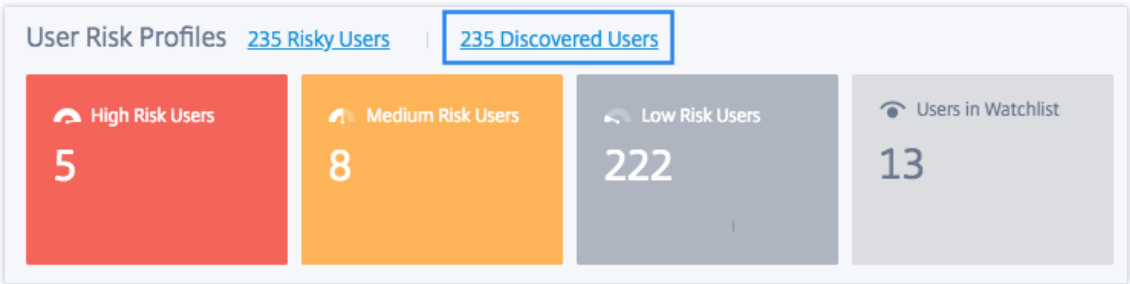 User Risk Profiles 235 Risky Users | 235 Discovered Users
High Risk Users
5
Medium Risk Users
8
Low Risk Users
222
Users in Watchlist
13